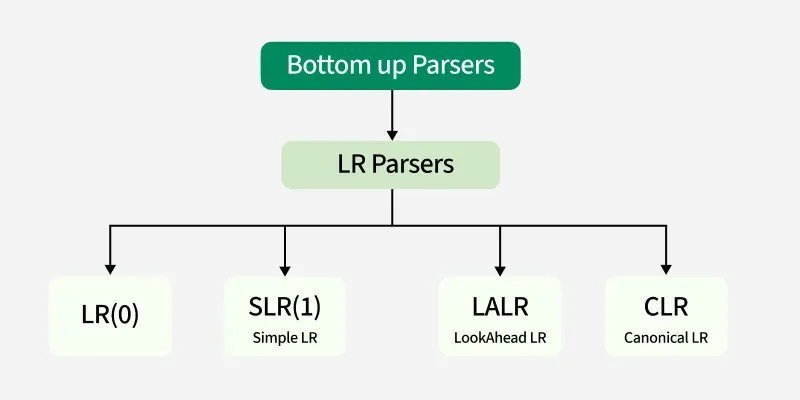 Bottom up Parsers
LR Parsers
LR(0)
SLR(1)
Simple LR
LALR
LookAhead LR
CLR
Canonical LR